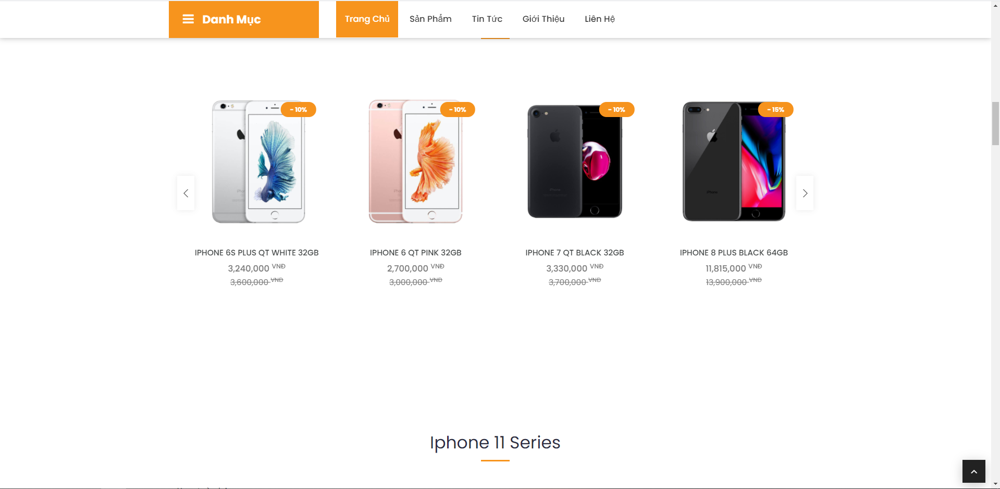 Danh Mục
Trang Chủ Sản Phẩm Tin Tức Giới Thiệu Liên Hệ
- 10% - 10% - 10% - 15%
iPhone
IPHONE 6S PLUS QT WHITE 32GB
3,240,000 VNĐ
3,600,000 VNĐ
IPHONE 6 QT PINK 32GB
2,700,000 VNĐ
3,000,000 VNĐ
IPHONE 7 QT BLACK 32GB
3,330,000 VNĐ
3,700,000 VNĐ
IPHONE 8 PLUS BLACK 64GB
11,815,000 VNĐ
13,900,000 VNĐ
Iphone 11 Series